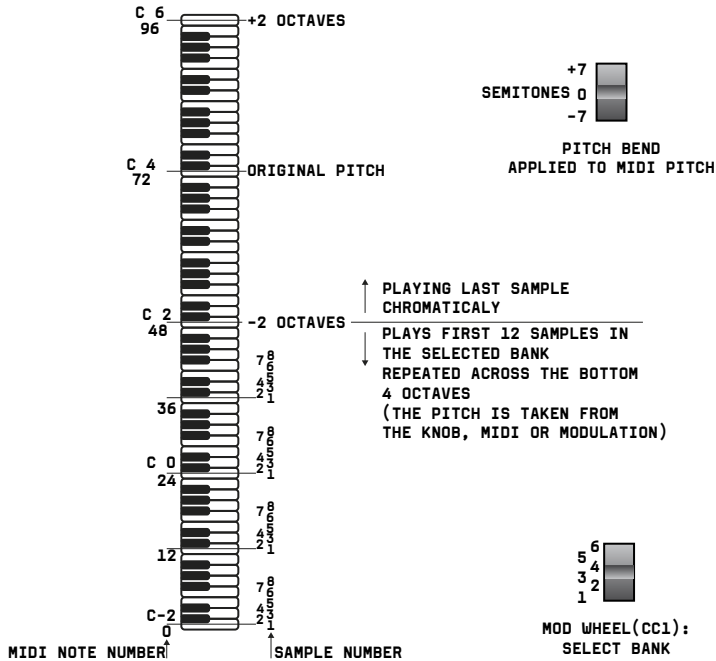 C 6
96
+2 OCTAVES
+7
SEMITONES 0
-7
PITCH BEND
APPLIED TO MIDI PITCH
C 4
72
ORIGINAL PITCH
PLAYING LAST SAMPLE
CHROMATICALY
C 2
48
-2 OCTAVES
PLAYS FIRST 12 SAMPLES IN
THE SELECTED BANK
REPEATED ACROSS THE BOTTOM
4 OCTAVES
(THE PITCH IS TAKEN FROM
THE KNOB, MIDI OR MODULATION)
8
7
6
5
4
3
2
1
36
8
7
6
5
4
3
2
1
C 0
24
8
7
6
5
4
3
2
1
12
8
7
6
5
4
3
2
1
C-2
0
MIDI NOTE NUMBER
SAMPLE NUMBER
6
5
4
3
2
1
MOD WHEEL(CC1):
SELECT BANK